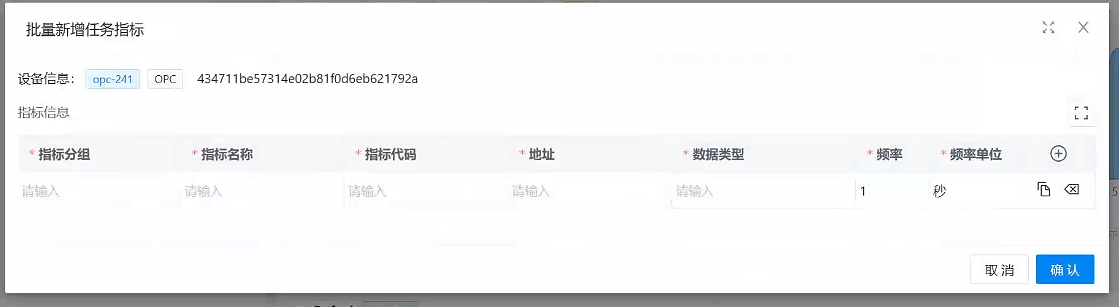 批量新增任务指标
设备信息： opc-241 OPC 434711be57314e02b81f0d6eb621792a
指标信息
* 指标分组 * 指标名称 * 指标代码 * 地址 * 数据类型 * 频率 * 频率单位
请输入 请输入 请输入 请输入 请输入 1 秒
取消 确认